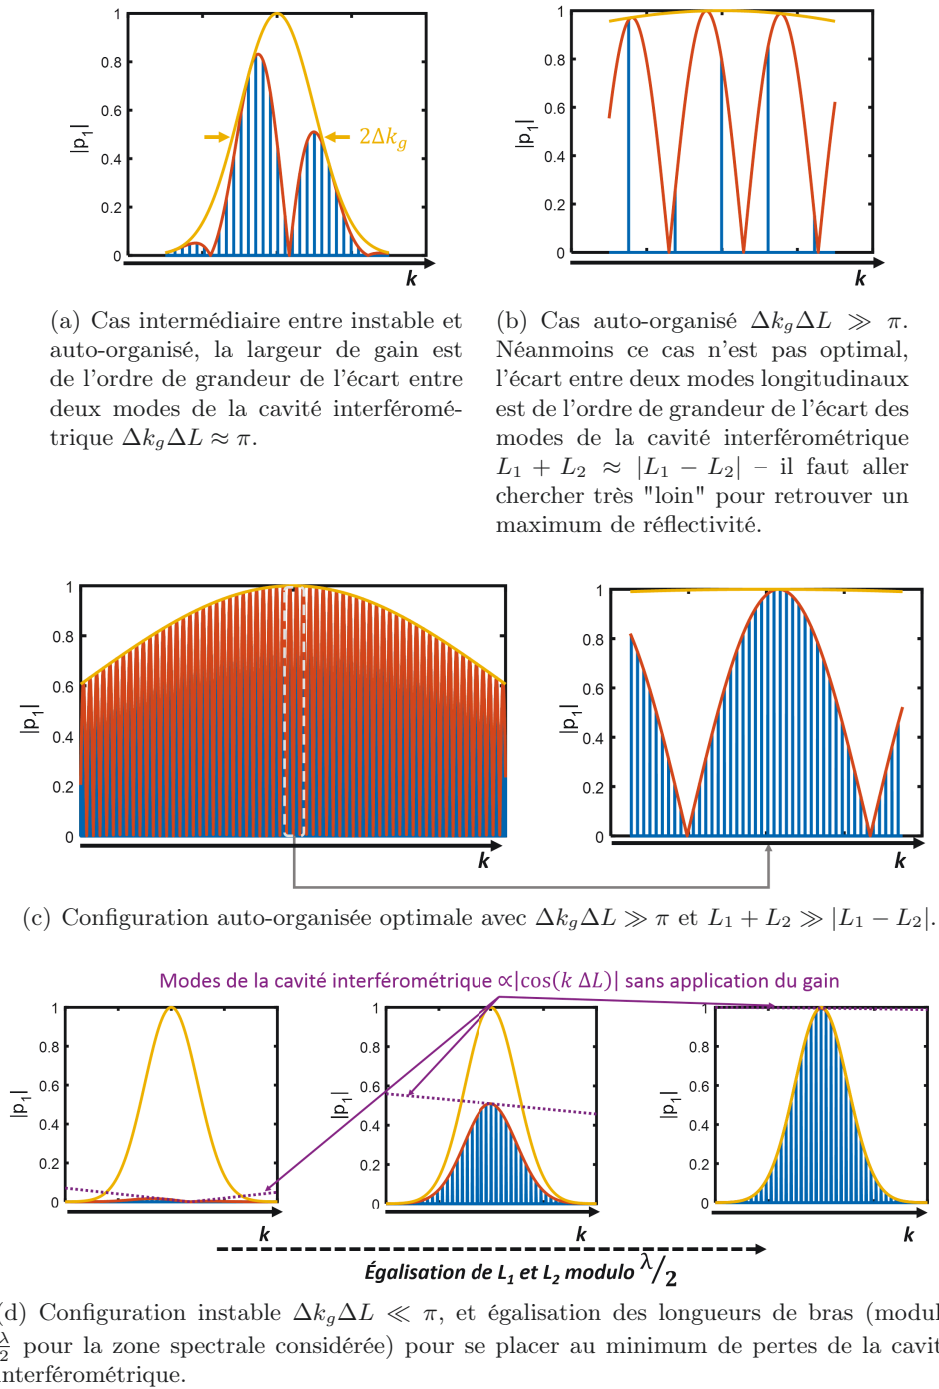 1
0.8
0.6
0.4
0.2
0
|p1|
2Δkg
k
1
0.8
0.6
0.4
0.2
0
|p1|
k
(a) Cas intermédiaire entre instable et
auto-organisé, la largeur de gain est
de l'ordre de grandeur de l'écart entre
deux modes de la cavité interféromé-
trique ΔkgΔL ≈ π.
(b) Cas auto-organisé ΔkgΔL ≫ π.
Néanmoins ce cas n'est pas optimal,
l'écart entre deux modes longitudinaux
est de l'ordre de grandeur de l'écart des
modes de la cavité interférométrique
L1 + L2 ≈ |L1 − L2| – il faut aller
chercher très "loin" pour retrouver un
maximum de réflectivité.
1
0.8
0.6
0.4
0.2
0
|p1|
k
1
0.8
0.6
0.4
0.2
0
|p1|
k
(c) Configuration auto-organisée optimale avec ΔkgΔL ≫ π et L1 + L2 ≫ |L1 − L2|.
Modes de la cavité interférométrique ∝|cos(k ΔL)| sans application du gain
1
0.8
0.6
0.4
0.2
0
|p1|
k
1
0.8
0.6
0.4
0.2
0
|p1|
k
1
0.8
0.6
0.4
0.2
0
|p1|
k
Égalisation de L1 et L2 modulo λ/2
(d) Configuration instable ΔkgΔL ≪ π, et égalisation des longueurs de bras (modul
λ/2 pour la zone spectrale considérée) pour se placer au minimum de pertes de la cavit
interférométrique.